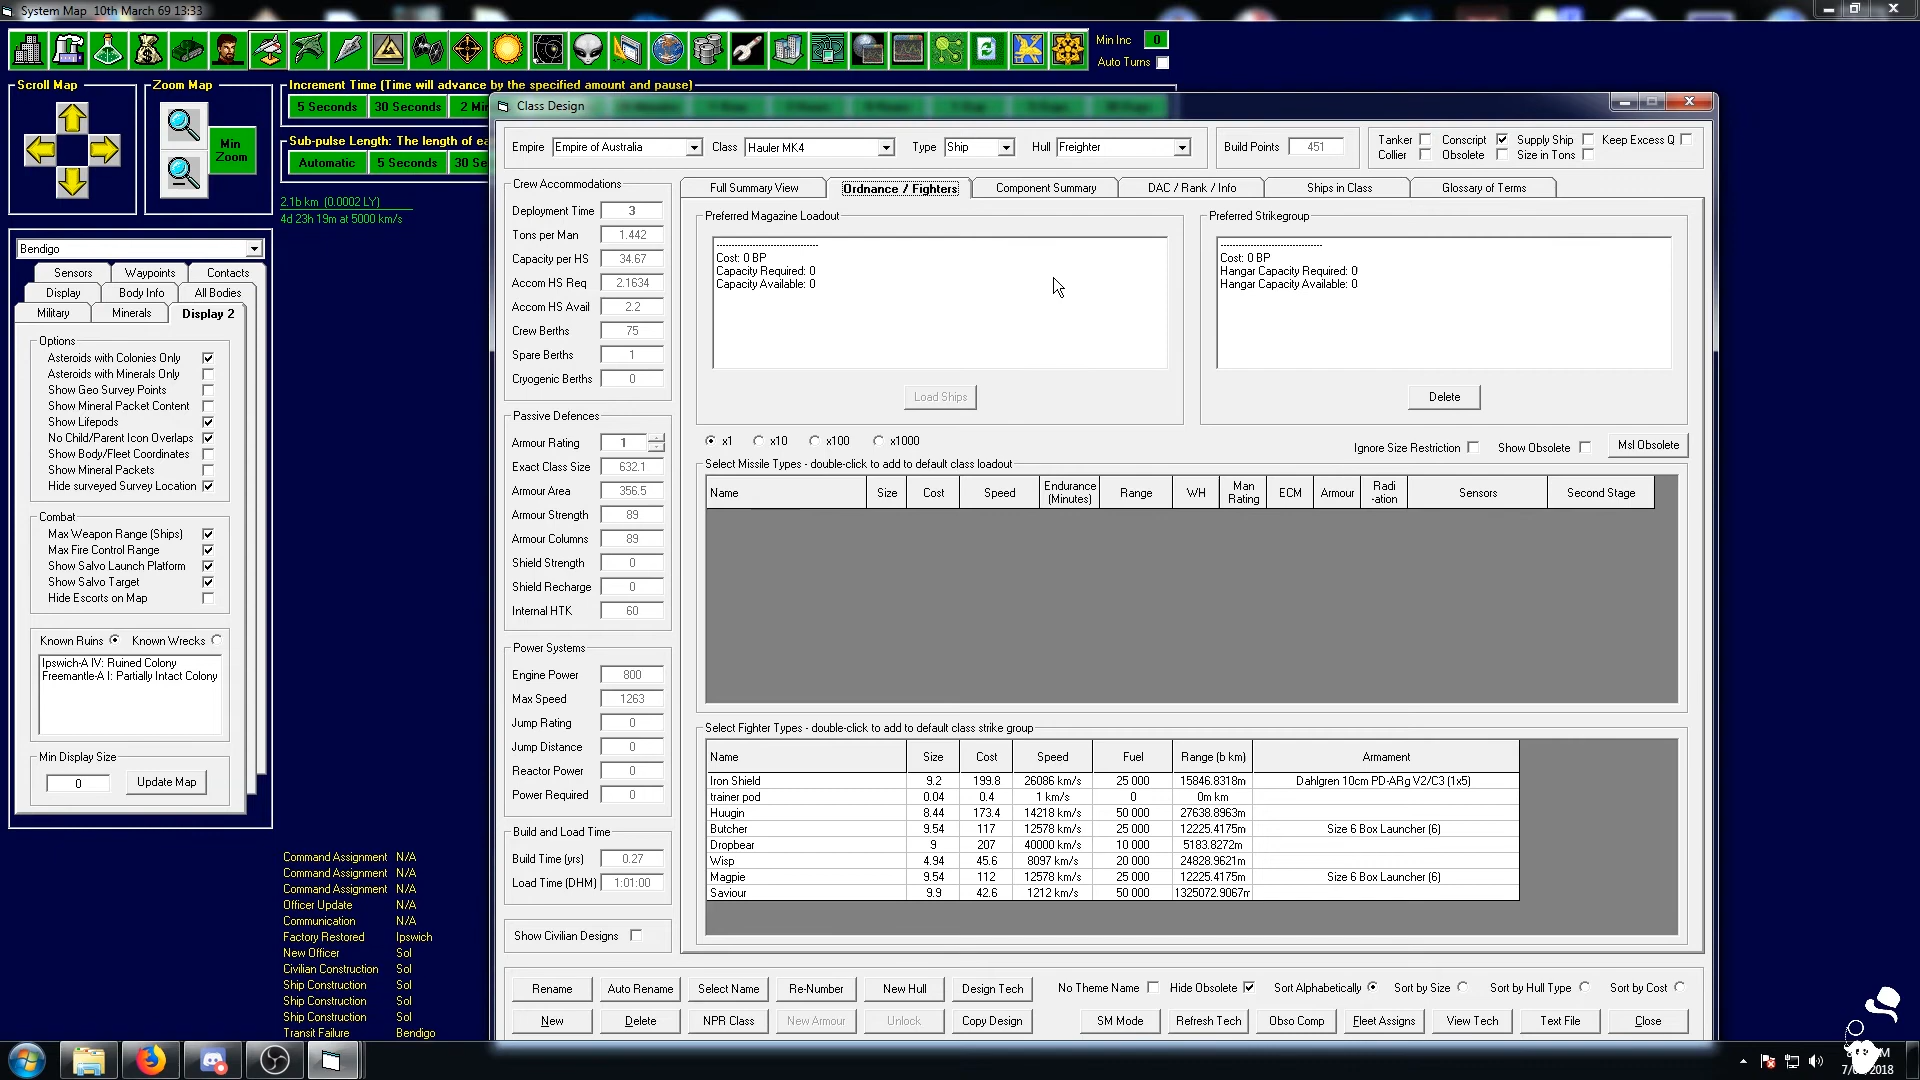 System Map 10th March 69 13:33
Min Inc 0
Auto Turns
Scroll Map
Zoom Map
Min Zoom
Increment Time (Time will advance by the specified amount and pause)
5 Seconds 30 Seconds 2 Min
Sub-pulse Length: The length of ea
Automatic 5 Seconds 30 Se
2.1b km (0.0002 LY)
4d 23h 19m at 5000 km/s
Bendigo
Sensors Waypoints Contacts
Display Body Info All Bodies
Military Minerals Display 2
Options
Asteroids with Colonies Only
Asteroids with Minerals Only
Show Geo Survey Points
Show Mineral Packet Content
Show Lifepods
No Child/Parent Icon Overlaps
Show Body/Fleet Coordinates
Show Mineral Packets
Hide surveyed Survey Location
Combat
Max Weapon Range (Ships)
Max Fire Control Range
Show Salvo Launch Platform
Show Salvo Target
Hide Escorts on Map
Known Ruins Known Wrecks
Ipswich-A IV: Ruined Colony
Freemantle-A I: Partially Intact Colony
Min Display Size
0 Update Map
Command Assignment N/A
Command Assignment N/A
Command Assignment N/A
Officer Update N/A
Communication N/A
Factory Restored Ipswich
New Officer Sol
Civilian Construction Sol
Ship Construction Sol
Ship Construction Sol
Ship Construction Sol
Transit Failure Bendigo
Class Design
Empire Empire of Australia Class Hauler MK4 Type Ship Hull Freighter
Build Points 451
Tanker Conscript Supply Ship Keep Excess Q
Collier Obsolete Size in Tons
Crew Accommodations
Deployment Time 3
Tons per Man 1.442
Capacity per HS 34.67
Accom HS Req 2.1634
Accom HS Avail 2.2
Crew Berths 75
Spare Berths 1
Cryogenic Berths 0
Passive Defences
Armour Rating 1
Exact Class Size 632.1
Armour Area 356.5
Armour Strength 89
Armour Columns 89
Shield Strength 0
Shield Recharge 0
Internal HTK 60
Power Systems
Engine Power 800
Max Speed 1263
Jump Rating 0
Jump Distance 0
Reactor Power 0
Power Required 0
Build and Load Time
Build Time (yrs) 0.27
Load Time (DHM) 1:01:00
Show Civilian Designs
Full Summary View Ordnance / Fighters Component Summary DAC / Rank / Info Ships in Class Glossary of Terms
Preferred Magazine Loadout
----------------------------------
Cost: 0 BP
Capacity Required: 0
Capacity Available: 0
Load Ships
Preferred Strikegroup
----------------------------------
Cost: 0 BP
Hangar Capacity Required: 0
Hangar Capacity Available: 0
Delete
x1 x10 x100 x1000
Ignore Size Restriction Show Obsolete Msl Obsolete
Select Missile Types - double-click to add to default class loadout
Name Size Cost Speed Endurance (Minutes) Range WH Man Rating ECM Armour Radi -ation Sensors Second Stage
Select Fighter Types - double-click to add to default class strike group
Name Size Cost Speed Fuel Range (b km) Armament
Iron Shield 9.2 199.8 26086 km/s 25 000 15846.8318m Dahlgren 10cm PD-ARg V2/C3 (1x5)
trainer pod 0.04 0.4 1 km/s 0 0m km
Huugin 8.44 173.4 14218 km/s 50 000 27638.8963m
Butcher 9.54 117 12578 km/s 25 000 12225.4175m Size 6 Box Launcher (6)
Dropbear 9 207 40000 km/s 10 000 5183.8272m
Wisp 4.94 45.6 8097 km/s 20 000 24828.9621m
Magpie 9.54 112 12578 km/s 25 000 12225.4175m Size 6 Box Launcher (6)
Saviour 9.9 42.6 1212 km/s 50 000 1325072.9067m
Rename Auto Rename Select Name Re-Number New Hull Design Tech No Theme Name Hide Obsolete Sort Alphabetically Sort by Size Sort by Hull Type Sort by Cost
New Delete NPR Class New Armour Unlock Copy Design SM Mode Refresh Tech Obso Comp Fleet Assigns View Tech Text File Close